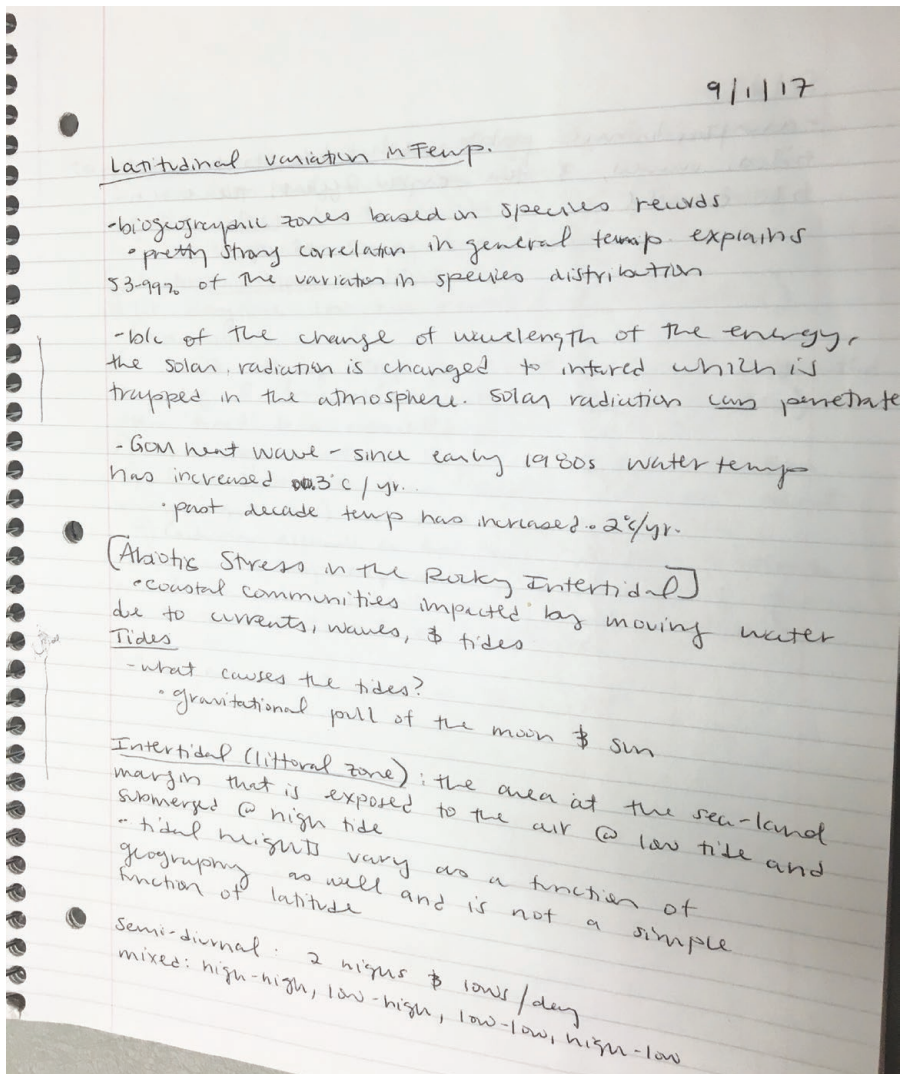 9/1/17
Latitudinal variation in Temp.
-biogeographic zones based on species records
• pretty strong correlation in general temp explains
53-99% of the variation in species distribution
-b/c of the change of wavelength of the energy,
the solar radiation is changed to infared which is
trapped in the atmosphere. Solar radiation can penetrate
-GOM heat wave - since early 1980s water temp
has increased .03°C/yr.
• past decade temp has increased .2°C/yr.
[Abiotic Stress in the Rocky Intertidal]
• coastal communities impacted by moving water
due to currents, waves, & tides
Tides
-what causes the tides?
• gravitational pull of the moon & sun
Intertidal (littoral zone): the area at the sea-land
margin that is exposed to the air @ low tide and
submerged @ high tide
- tidal heights vary as a function of
geography as well and is not a simple
function of latitude
Semi-diurnal: 2 highs & lows/day
mixed: high-high, low-high, low-low, high-low